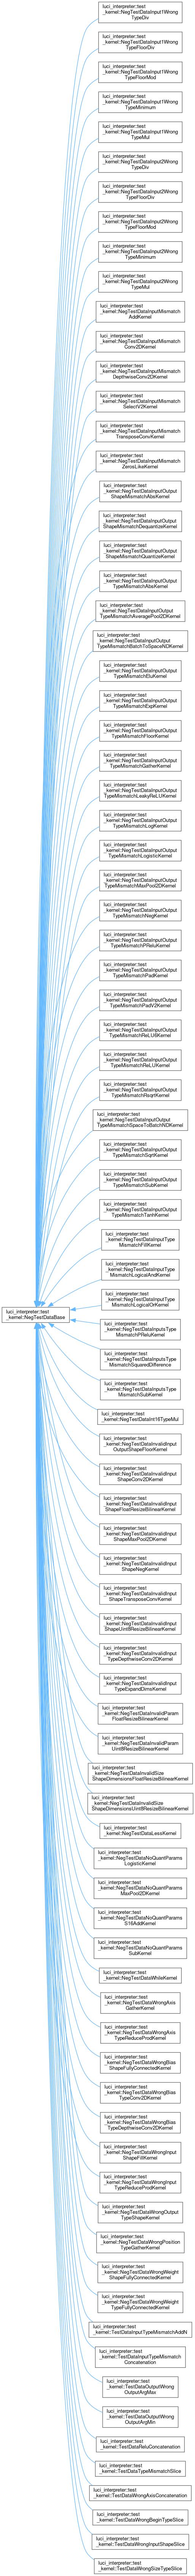 luci_interpreter::test
_kernel::NegTestDataInput1Wrong
TypeDiv
luci_interpreter::test
_kernel::NegTestDataInput1Wrong
TypeFloorDiv
luci_interpreter::test
_kernel::NegTestDataInput1Wrong
TypeFloorMod
luci_interpreter::test
_kernel::NegTestDataInput1Wrong
TypeMinimum
luci_interpreter::test
_kernel::NegTestDataInput1Wrong
TypeMul
luci_interpreter::test
_kernel::NegTestDataInput2Wrong
TypeDiv
luci_interpreter::test
_kernel::NegTestDataInput2Wrong
TypeFloorDiv
luci_interpreter::test
_kernel::NegTestDataInput2Wrong
TypeFloorMod
luci_interpreter::test
_kernel::NegTestDataInput2Wrong
TypeMinimum
luci_interpreter::test
_kernel::NegTestDataInput2Wrong
TypeMul
luci_interpreter::test
_kernel::NegTestDataInputMismatch
AddKernel
luci_interpreter::test
_kernel::NegTestDataInputMismatch
Conv2DKernel
luci_interpreter::test
_kernel::NegTestDataInputMismatch
DepthwiseConv2DKernel
luci_interpreter::test
_kernel::NegTestDataInputMismatch
SelectV2Kernel
luci_interpreter::test
_kernel::NegTestDataInputMismatch
TransposeConvKernel
luci_interpreter::test
_kernel::NegTestDataInputMismatch
ZerosLikeKernel
luci_interpreter::test
_kernel::NegTestDataInputOutput
ShapeMismatchAbsKernel
luci_interpreter::test
_kernel::NegTestDataInputOutput
ShapeMismatchDequantizeKernel
luci_interpreter::test
_kernel::NegTestDataInputOutput
ShapeMismatchQuantizeKernel
luci_interpreter::test
_kernel::NegTestDataInputOutput
TypeMismatchAbsKernel
luci_interpreter::test
_kernel::NegTestDataInputOutput
TypeMismatchAveragePool2DKernel
luci_interpreter::test
_kernel::NegTestDataInputOutput
TypeMismatchBatchToSpaceNDKernel
luci_interpreter::test
_kernel::NegTestDataInputOutput
TypeMismatchEluKernel
luci_interpreter::test
_kernel::NegTestDataInputOutput
TypeMismatchExpKernel
luci_interpreter::test
_kernel::NegTestDataInputOutput
TypeMismatchFloorKernel
luci_interpreter::test
_kernel::NegTestDataInputOutput
TypeMismatchGatherKernel
luci_interpreter::test
_kernel::NegTestDataInputOutput
TypeMismatchLeakyReLUKernel
luci_interpreter::test
_kernel::NegTestDataInputOutput
TypeMismatchLogKernel
luci_interpreter::test
_kernel::NegTestDataInputOutput
TypeMismatchLogisticKernel
luci_interpreter::test
_kernel::NegTestDataInputOutput
TypeMismatchMaxPool2DKernel
luci_interpreter::test
_kernel::NegTestDataInputOutput
TypeMismatchNegKernel
luci_interpreter::test
_kernel::NegTestDataInputOutput
TypeMismatchPReluKernel
luci_interpreter::test
_kernel::NegTestDataInputOutput
TypeMismatchPadKernel
luci_interpreter::test
_kernel::NegTestDataInputOutput
TypeMismatchPadV2Kernel
luci_interpreter::test
_kernel::NegTestDataInputOutput
TypeMismatchReLU6Kernel
luci_interpreter::test
_kernel::NegTestDataInputOutput
TypeMismatchReLUKernel
luci_interpreter::test
_kernel::NegTestDataInputOutput
TypeMismatchRsqrtKernel
luci_interpreter::test
_kernel::NegTestDataInputOutput
TypeMismatchSpaceToBatchNDKernel
luci_interpreter::test
_kernel::NegTestDataInputOutput
TypeMismatchSqrtKernel
luci_interpreter::test
_kernel::NegTestDataInputOutput
TypeMismatchSubKernel
luci_interpreter::test
_kernel::NegTestDataInputOutput
TypeMismatchTanhKernel
luci_interpreter::test
_kernel::NegTestDataInputType
MismatchFillKernel
luci_interpreter::test
_kernel::NegTestDataInputType
MismatchLogicalAndKernel
luci_interpreter::test
_kernel::NegTestDataInputType
MismatchLogicalOrKernel
luci_interpreter::test
_kernel::NegTestDataBase
luci_interpreter::test
_kernel::NegTestDataInputsType
MismatchPReluKernel
luci_interpreter::test
_kernel::NegTestDataInputsType
MismatchSquaredDifference
luci_interpreter::test
_kernel::NegTestDataInputsType
MismatchSubKernel
luci_interpreter::test
_kernel::NegTestDataInt16TypeMul
luci_interpreter::test
_kernel::NegTestDataInvalidInput
OutputShapeFloorKernel
luci_interpreter::test
_kernel::NegTestDataInvalidInput
ShapeConv2DKernel
luci_interpreter::test
_kernel::NegTestDataInvalidInput
ShapeFloatResizeBilinearKernel
luci_interpreter::test
_kernel::NegTestDataInvalidInput
ShapeMaxPool2DKernel
luci_interpreter::test
_kernel::NegTestDataInvalidInput
ShapeNegKernel
luci_interpreter::test
_kernel::NegTestDataInvalidInput
ShapeTransposeConvKernel
luci_interpreter::test
_kernel::NegTestDataInvalidInput
ShapeUint8ResizeBilinearKernel
luci_interpreter::test
_kernel::NegTestDataInvalidInput
TypeDepthwiseConv2DKernel
luci_interpreter::test
_kernel::NegTestDataInvalidInput
TypeExpandDimsKernel
luci_interpreter::test
_kernel::NegTestDataInvalidParam
FloatResizeBilinearKernel
luci_interpreter::test
_kernel::NegTestDataInvalidParam
Uint8ResizeBilinearKernel
luci_interpreter::test
_kernel::NegTestDataInvalidSize
ShapeDimensionsFloatResizeBilinearKernel
luci_interpreter::test
_kernel::NegTestDataInvalidSize
ShapeDimensionsUint8ResizeBilinearKernel
luci_interpreter::test
_kernel::NegTestDataLessKernel
luci_interpreter::test
_kernel::NegTestDataNoQuantParams
LogisticKernel
luci_interpreter::test
_kernel::NegTestDataNoQuantParams
MaxPool2DKernel
luci_interpreter::test
_kernel::NegTestDataNoQuantParams
S16AddKernel
luci_interpreter::test
_kernel::NegTestDataNoQuantParams
SubKernel
luci_interpreter::test
_kernel::NegTestDataWhileKernel
luci_interpreter::test
_kernel::NegTestDataWrongAxis
GatherKernel
luci_interpreter::test
_kernel::NegTestDataWrongAxis
TypeReduceProdKernel
luci_interpreter::test
_kernel::NegTestDataWrongBias
ShapeFullyConnectedKernel
luci_interpreter::test
_kernel::NegTestDataWrongBias
TypeConv2DKernel
luci_interpreter::test
_kernel::NegTestDataWrongBias
TypeDepthwiseConv2DKernel
luci_interpreter::test
_kernel::NegTestDataWrongInput
ShapeFillKernel
luci_interpreter::test
_kernel::NegTestDataWrongInput
TypeReduceProdKernel
luci_interpreter::test
_kernel::NegTestDataWrongOutput
TypeShapeKernel
luci_interpreter::test
_kernel::NegTestDataWrongPosition
TypeGatherKernel
luci_interpreter::test
_kernel::NegTestDataWrongWeight
ShapeFullyConnectedKernel
luci_interpreter::test
_kernel::NegTestDataWrongWeight
TypeFullyConnectedKernel
luci_interpreter::test
_kernel::TestDataInputTypeMismatchAddN
luci_interpreter::test
_kernel::TestDataInputTypeMismatch
Concatenation
luci_interpreter::test
_kernel::TestDataOutputWrong
OutputArgMax
luci_interpreter::test
_kernel::TestDataOutputWrong
OutputArgMin
luci_interpreter::test
_kernel::TestDataReluConcatenation
luci_interpreter::test
_kernel::TestDataTypeMismatchSlice
luci_interpreter::test
_kernel::TestDataWrongAxisConcatenation
luci_interpreter::test
_kernel::TestDataWrongBeginTypeSlice
luci_interpreter::test
_kernel::TestDataWrongInputShapeSlice
luci_interpreter::test
_kernel::TestDataWrongSizeTypeSlice